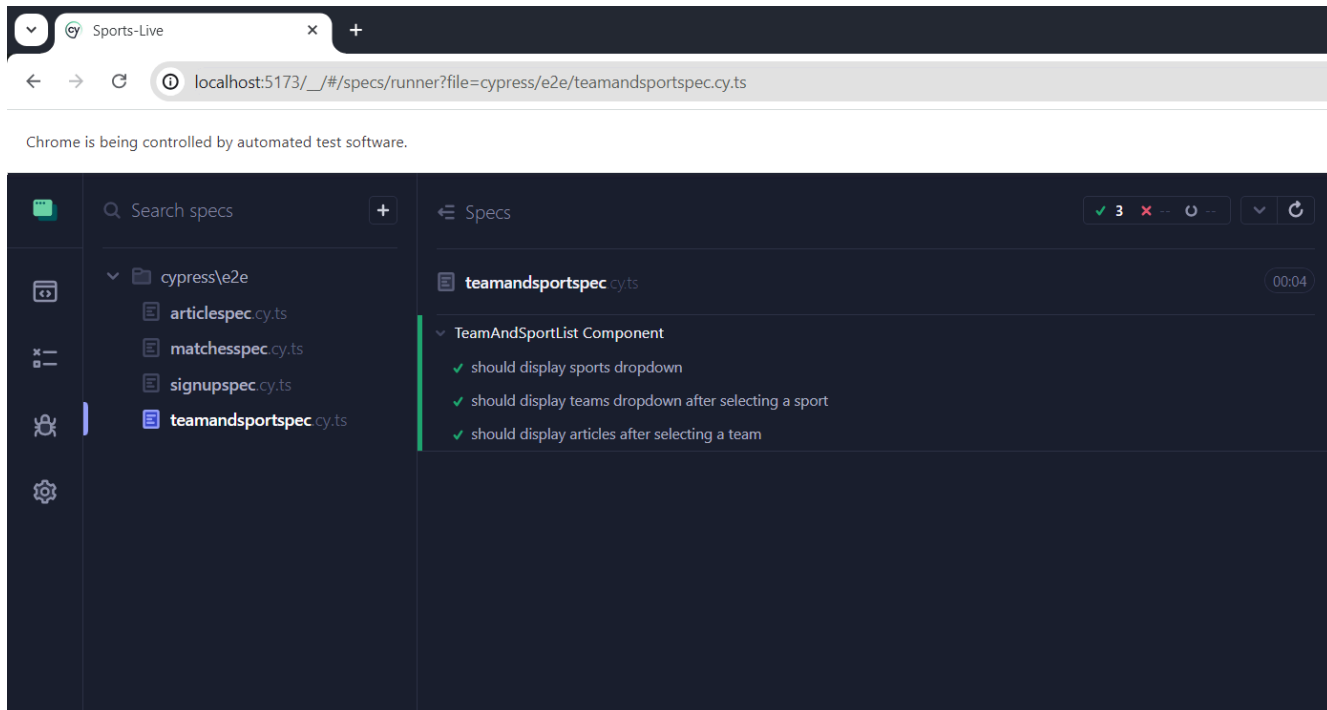 cy Sports-Live
localhost:5173/__/#/specs/runner?file=cypress/e2e/teamandsportspec.cy.ts
Chrome is being controlled by automated test software.
Search specs
cypress\e2e
articlespec.cy.ts
matchesspec.cy.ts
signupspec.cy.ts
teamandsportspec.cy.ts
Specs
3 -- --
teamandsportspec.cy.ts 00:04
TeamAndSportList Component
should display sports dropdown
should display teams dropdown after selecting a sport
should display articles after selecting a team